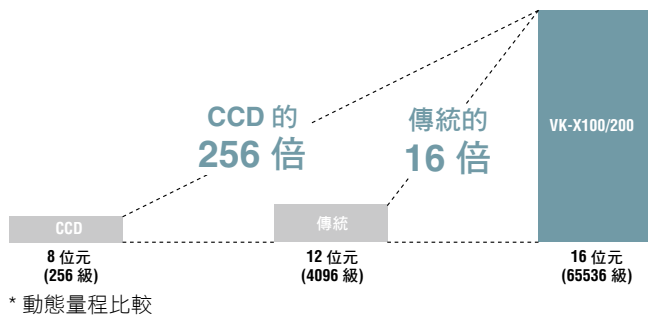 CCD 的
256 倍
傳統的
16 倍
VK-X100/200
CCD
傳統
8 位元
(256 級)
12 位元
(4096 級)
16 位元
(65536 級)
* 動態量程比較